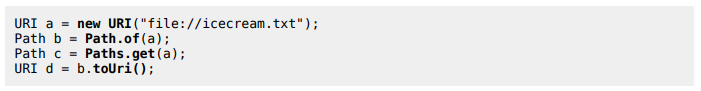 URI a = new URI("file://icecream.txt");
Path b = Path.of(a);
Path c = Paths.get(a);
URI d = b.toUri();